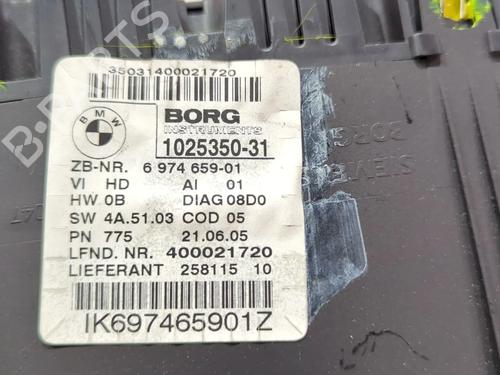 35031400021720
BMW
BORG
INSTRUMENTS
1025350-31
ZB-NR. 6 974 659-01
VI HD AI 01
HW 0B DIAG 08D0
SW 4A.51.03 COD 05
PN 775 21.06.05
LFND. NR. 400021720
LIEFERANT 258115 10
IK697465901Z
BORG